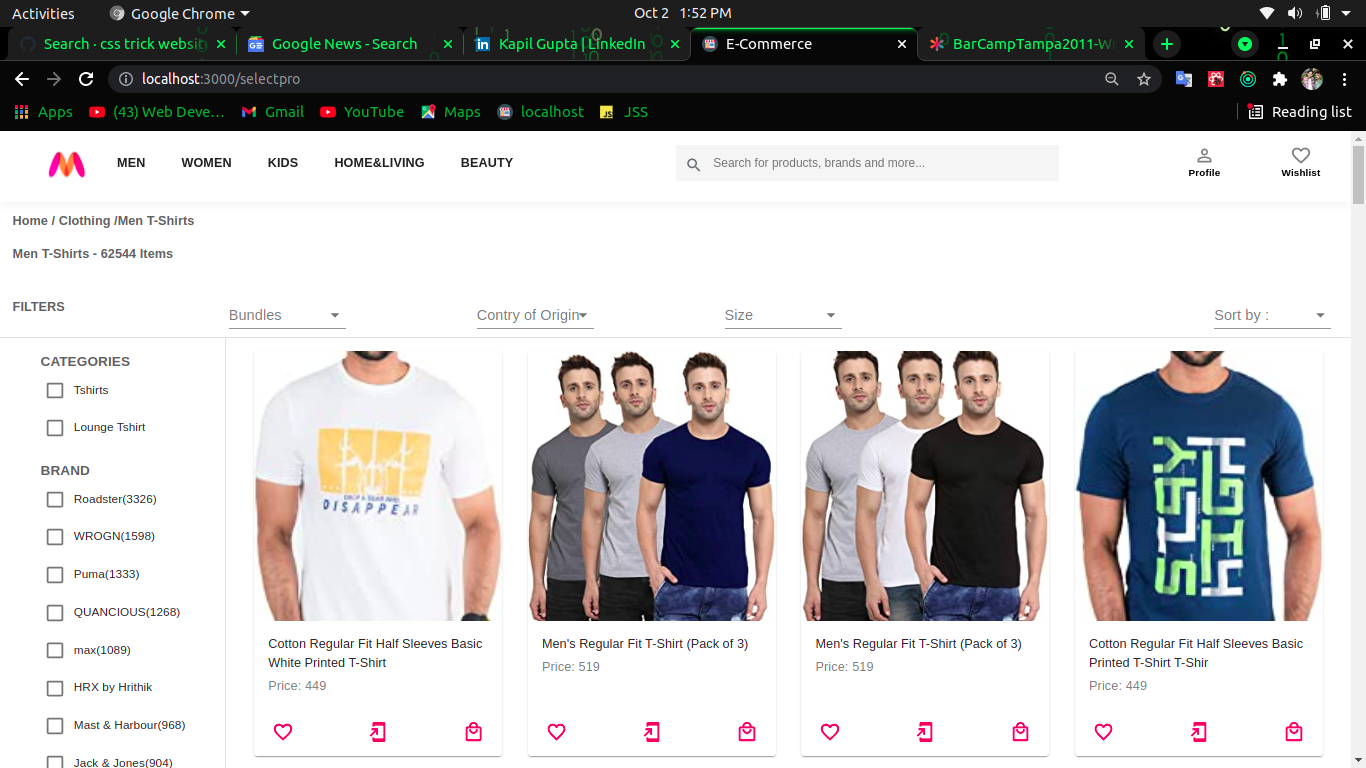 Activities Google Chrome Oct 2 1:52 PM
Search · css trick websit Google News - Search Kapil Gupta | LinkedIn E-Commerce BarCampTampa2011-W
localhost:3000/selectpro
Apps (43) Web Deve… Gmail YouTube Maps localhost JSS Reading list
MEN WOMEN KIDS HOME&LIVING BEAUTY Search for products, brands and more... Profile Wishlist
Home / Clothing /Men T-Shirts
Men T-Shirts - 62544 Items
FILTERS
Bundles Contry of Origin Size Sort by :
CATEGORIES
Tshirts
Lounge Tshirt
BRAND
Roadster(3326)
WROGN(1598)
Puma(1333)
QUANCIOUS(1268)
max(1089)
HRX by Hrithik
Mast & Harbour(968)
Jack & Jones(904)
DISAPPEAR
STAY
HIGH
Cotton Regular Fit Half Sleeves Basic
White Printed T-Shirt
Price: 449
Men's Regular Fit T-Shirt (Pack of 3)
Price: 519
Men's Regular Fit T-Shirt (Pack of 3)
Price: 519
Cotton Regular Fit Half Sleeves Basic
Printed T-Shirt T-Shir
Price: 449